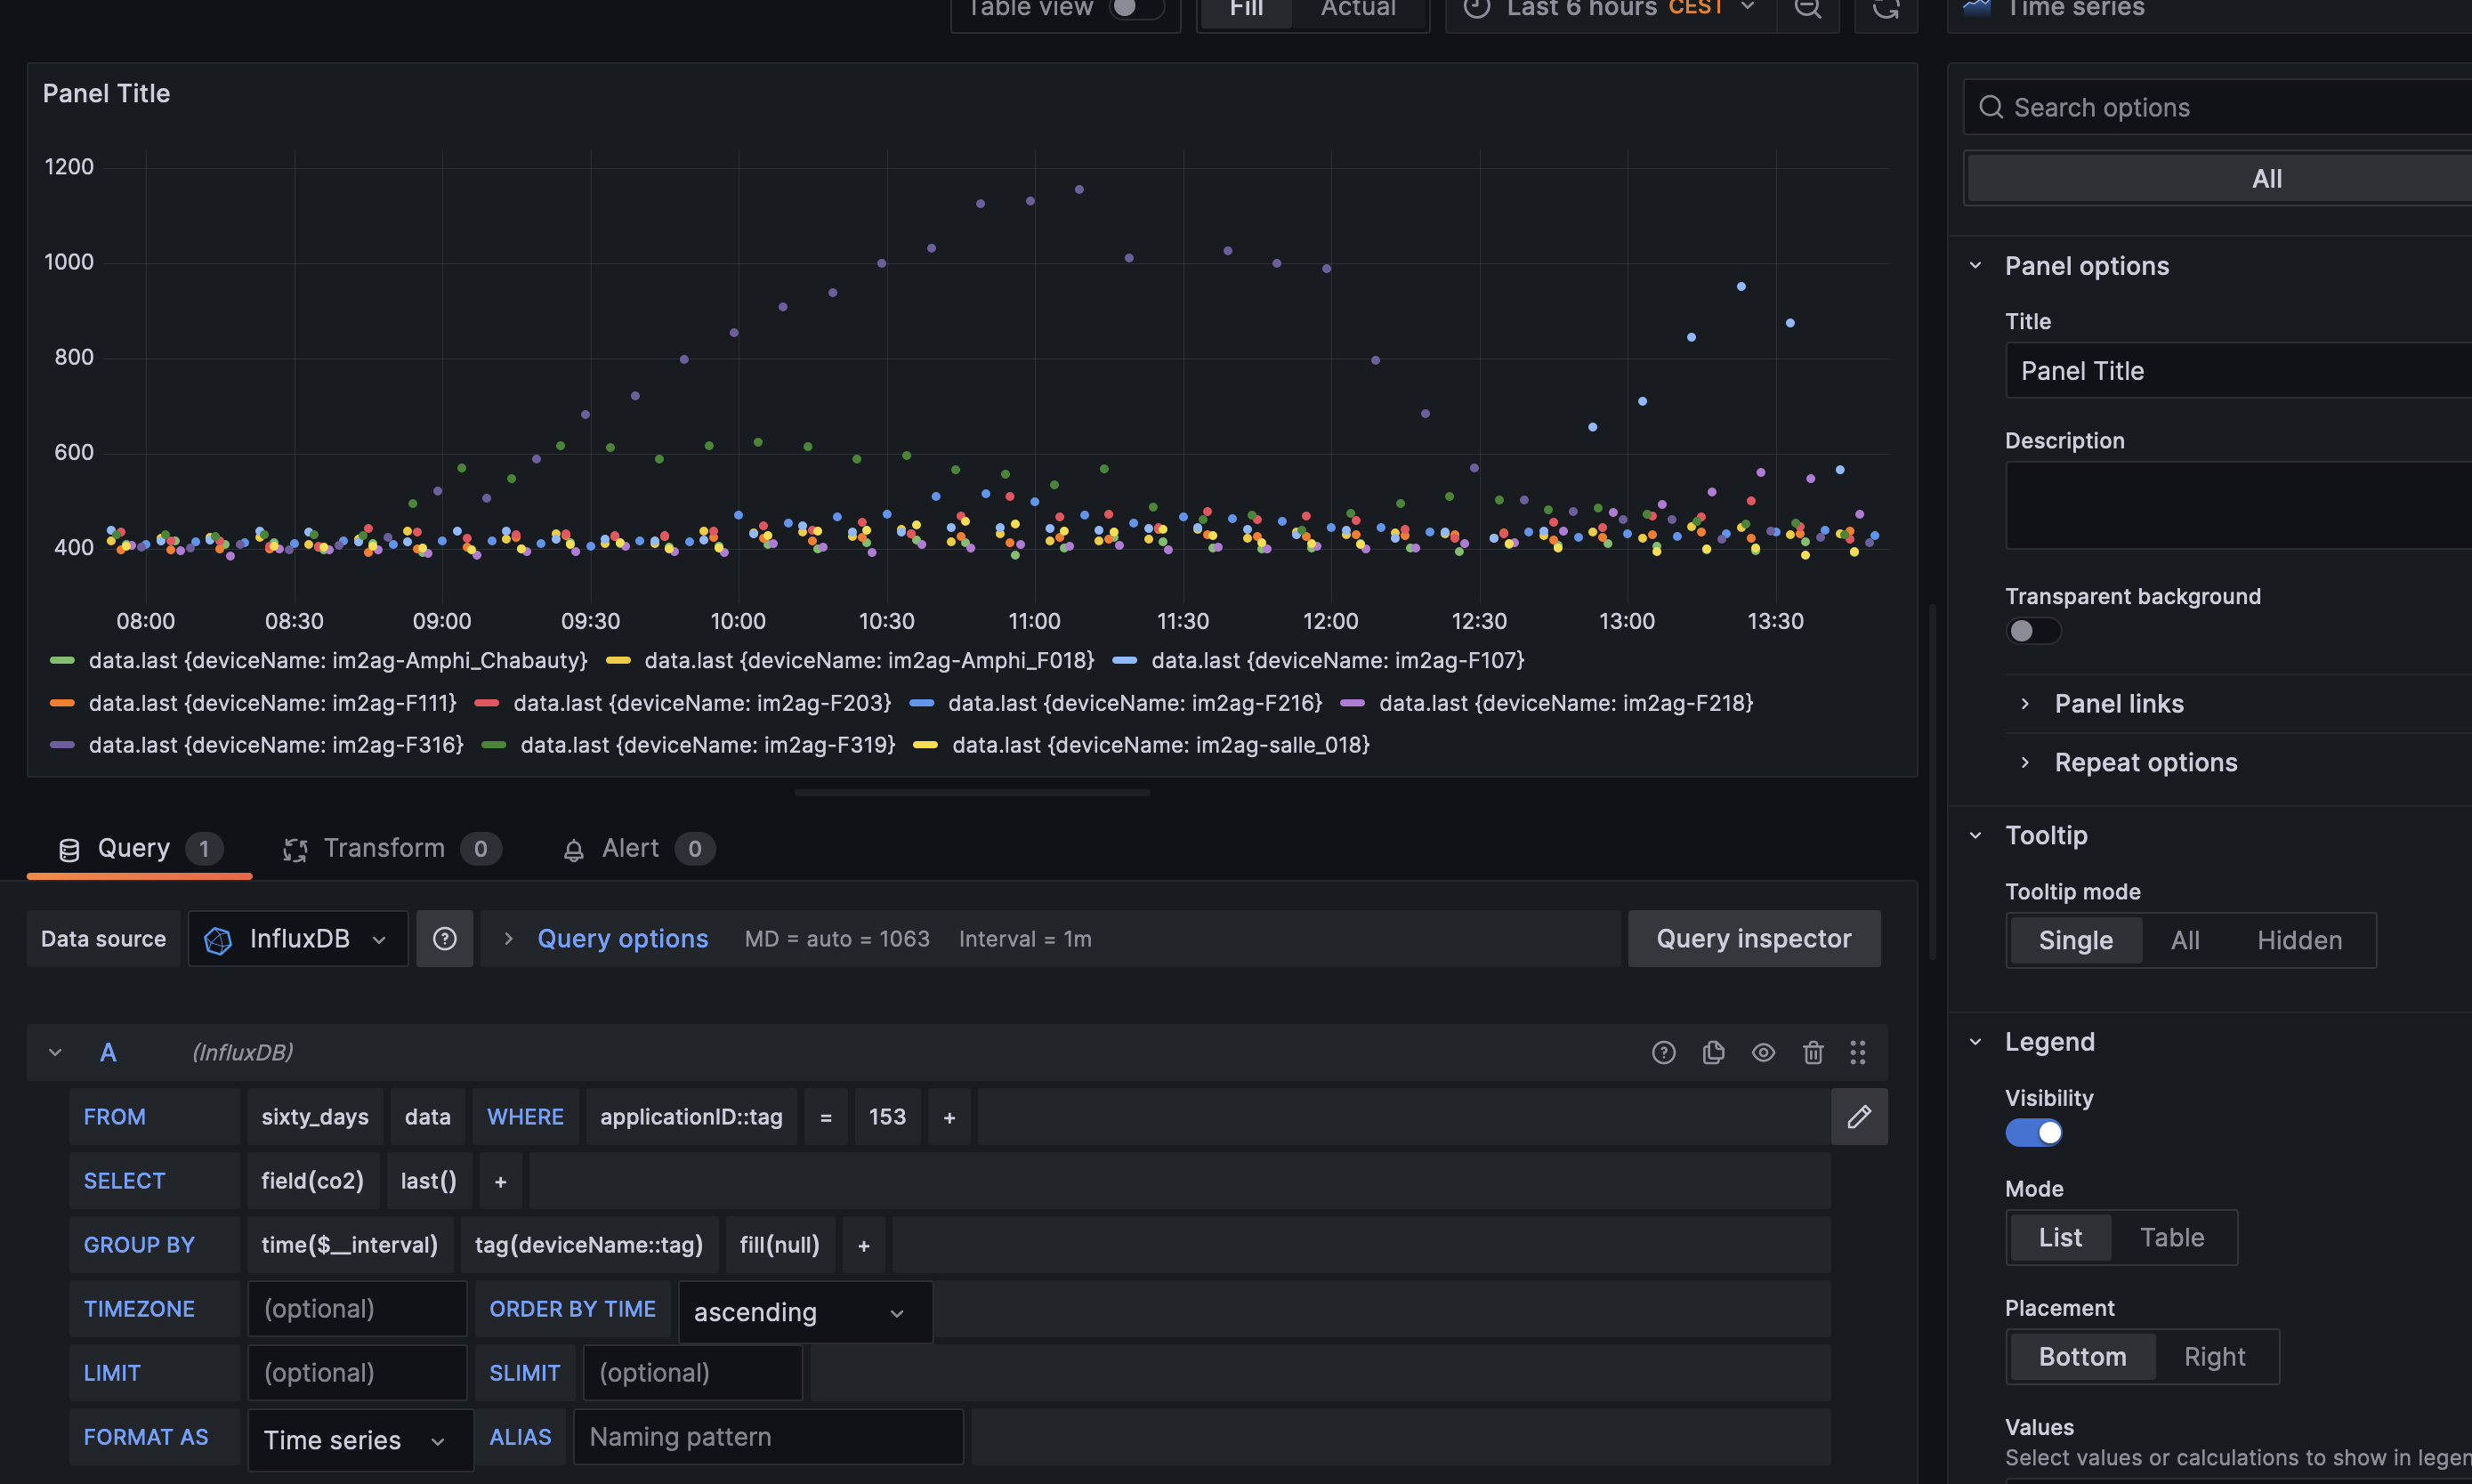 Table view Fill Actual Last 6 hours CEST Time series
Panel Title
1200
1000
800
600
400
08:00 08:30 09:00 09:30 10:00 10:30 11:00 11:30 12:00 12:30 13:00 13:30
data.last {deviceName: im2ag-Amphi_Chabauty} data.last {deviceName: im2ag-Amphi_F018} data.last {deviceName: im2ag-F107}
data.last {deviceName: im2ag-F111} data.last {deviceName: im2ag-F203} data.last {deviceName: im2ag-F216} data.last {deviceName: im2ag-F218}
data.last {deviceName: im2ag-F316} data.last {deviceName: im2ag-F319} data.last {deviceName: im2ag-salle_018}
Query 1 Transform 0 Alert 0
Data source InfluxDB Query options MD = auto = 1063 Interval = 1m Query inspector
A (InfluxDB)
FROM sixty_days data WHERE applicationID::tag = 153 +
SELECT field(co2) last() +
GROUP BY time($__interval) tag(deviceName::tag) fill(null) +
TIMEZONE (optional) ORDER BY TIME ascending
LIMIT (optional) SLIMIT (optional)
FORMAT AS Time series ALIAS Naming pattern
Search options
All
Panel options
Title
Panel Title
Description
Transparent background
Panel links
Repeat options
Tooltip
Tooltip mode
Single All Hidden
Legend
Visibility
Mode
List Table
Placement
Bottom Right
Values
Select values or calculations to show in legen